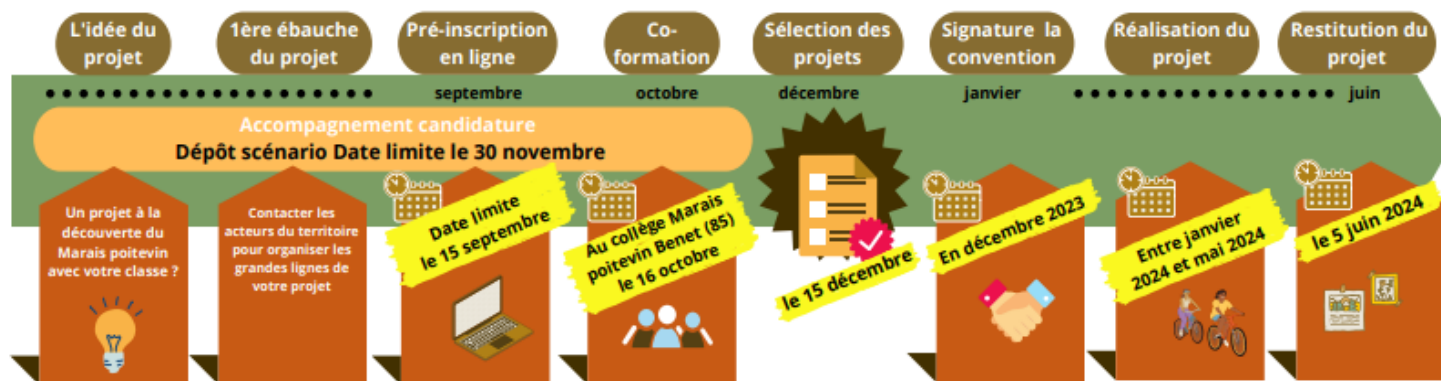 L'idée du
projet
1ère ébauche
du projet
Pré-inscription
en ligne
Co-
formation
Sélection des
projets
Signature la
convention
Réalisation du
projet
Restitution du
projet
septembre
octobre
décembre
janvier
juin
Accompagnement candidature
Dépôt scénario Date limite le 30 novembre
Un projet à la
découverte du
Marais poitevin
avec votre classe ?
Contacter les
acteurs du territoire
pour organiser les
grandes lignes de
votre projet
Date limite
le 15 septembre
Au collège Marais
poitevin Benet (85)
le 16 octobre
le 15 décembre
En décembre 2023
Entre janvier
2024 et mai 2024
le 5 juin 2024